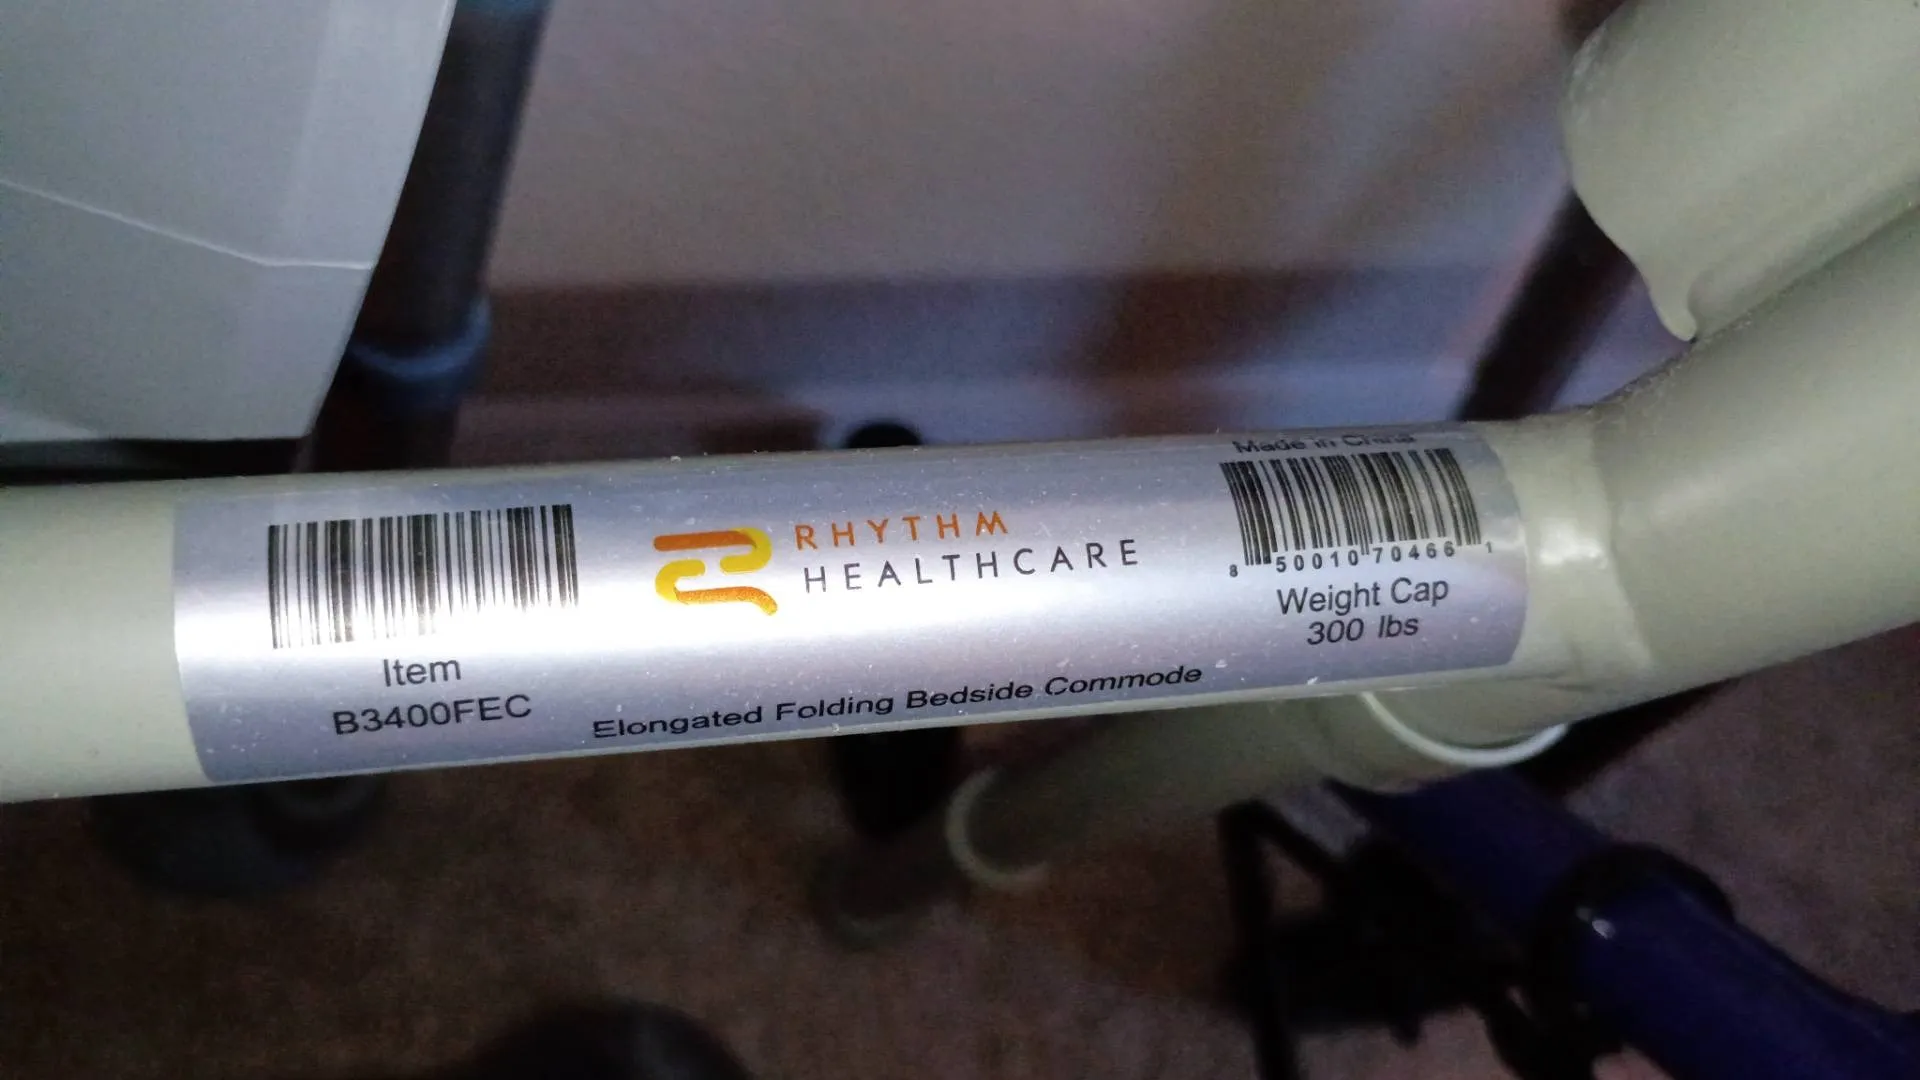 Item
B3400FEC
RHYTHM
HEALTHCARE
Elongated Folding Bedside Commode
Made in China
8 50010 70466 1
Weight Cap
300 lbs